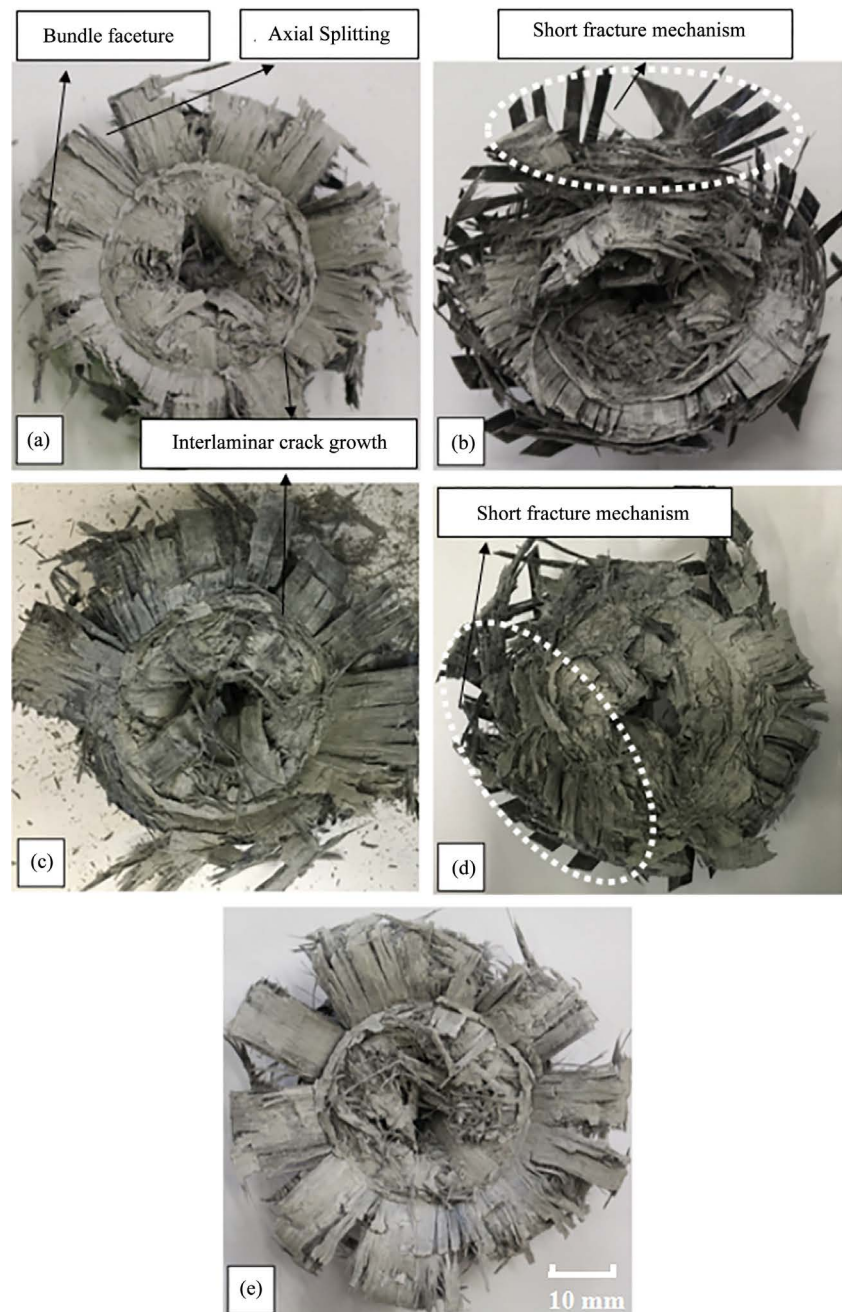 Bundle faceture
Axial Splitting
Short fracture mechanism
(a)
(b)
Interlaminar crack growth
(c)
Short fracture mechanism
(d)
(e)
10 mm